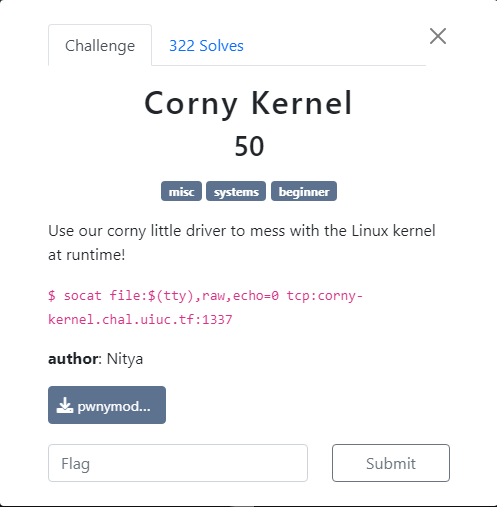 Challenge
322 Solves
Corny Kernel
50
misc systems beginner
Use our corny little driver to mess with the Linux kernel
at runtime!
$ socat file:$(tty),raw,echo=0 tcp:corny-
kernel.chal.uiuc.tf:1337
author: Nitya
pwnymod...
Flag
Submit